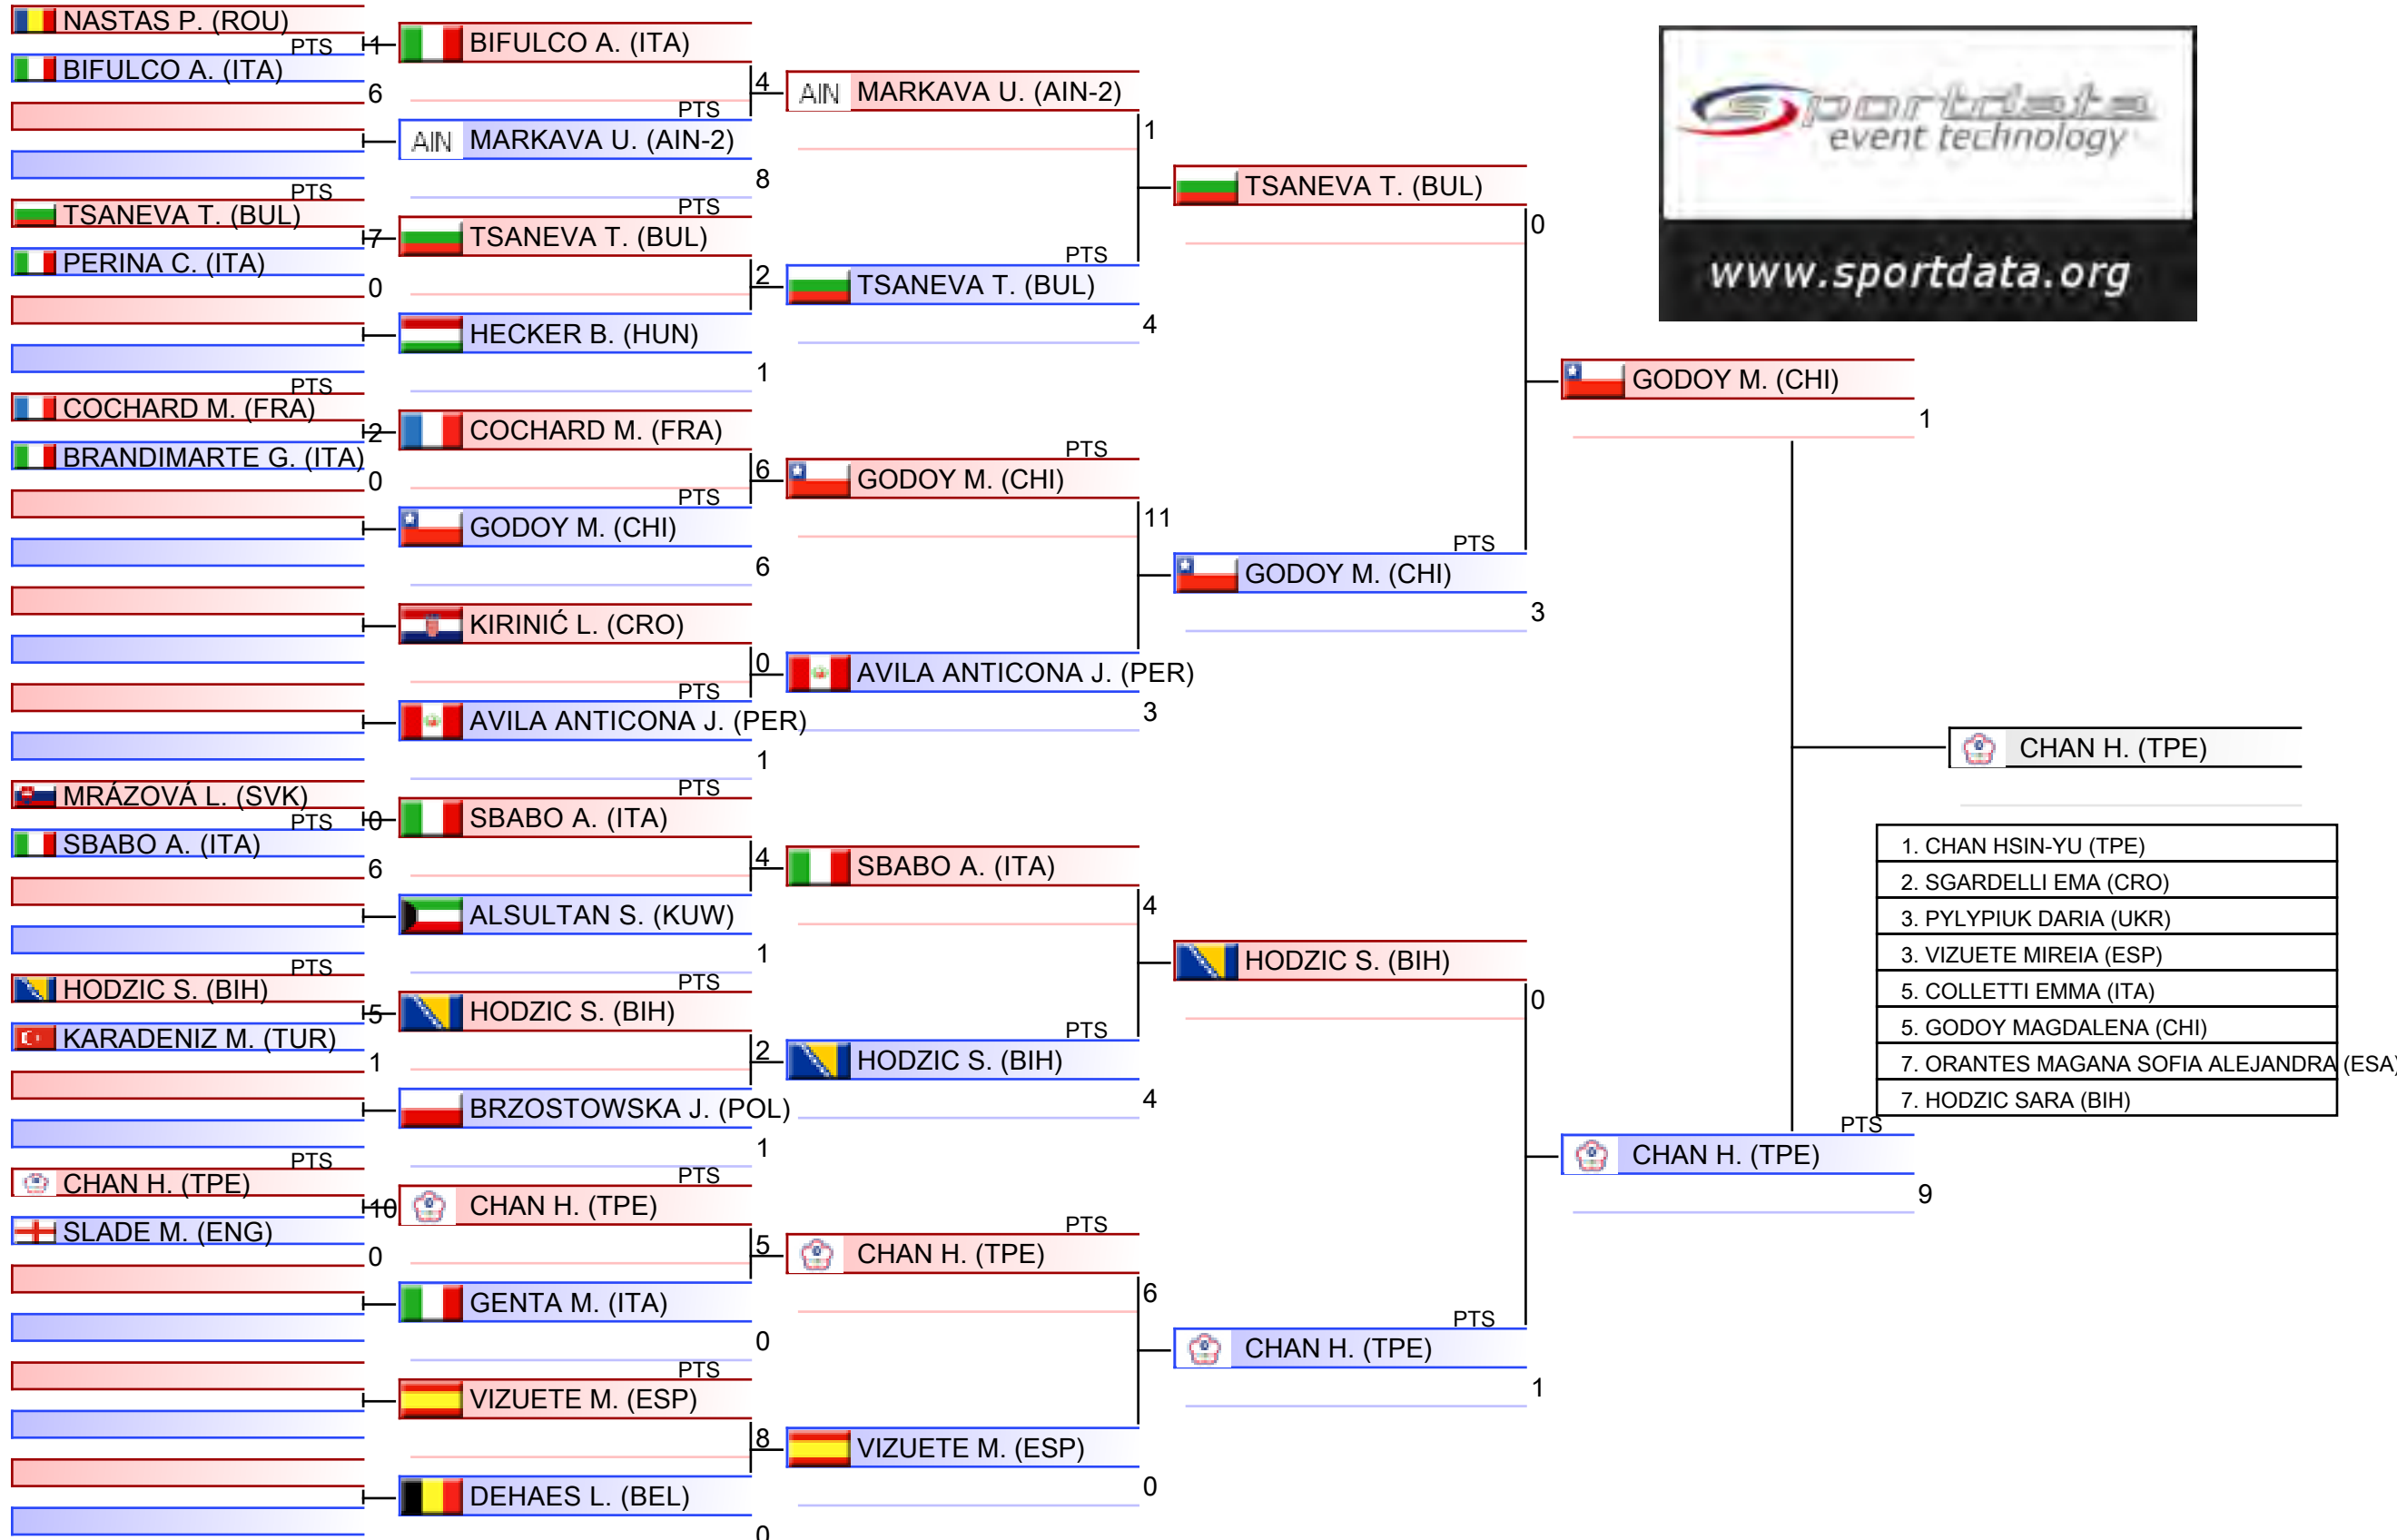 NASTAS P. (ROU)
PTS
1
BIFULCO A. (ITA)
6
PTS
TSANEVA T. (BUL)
7
PERINA C. (ITA)
0
PTS
COCHARD M. (FRA)
2
BRANDIMARTE G. (ITA)
0
MRÁZOVÁ L. (SVK)
PTS
0
SBABO A. (ITA)
6
PTS
HODZIC S. (BIH)
5
KARADENIZ M. (TUR)
1
PTS
CHAN H. (TPE)
10
SLADE M. (ENG)
0
BIFULCO A. (ITA)
4
PTS
AIN MARKAVA U. (AIN-2)
8
PTS
TSANEVA T. (BUL)
2
HECKER B. (HUN)
1
COCHARD M. (FRA)
6
PTS
GODOY M. (CHI)
6
KIRINIĆ L. (CRO)
0
PTS
AVILA ANTICONA J. (PER)
1
PTS
SBABO A. (ITA)
4
ALSULTAN S. (KUW)
1
PTS
HODZIC S. (BIH)
2
BRZOSTOWSKA J. (POL)
1
PTS
CHAN H. (TPE)
5
GENTA M. (ITA)
0
PTS
VIZUETE M. (ESP)
8
DEHAES L. (BEL)
0
AIN MARKAVA U. (AIN-2)
1
PTS
TSANEVA T. (BUL)
4
PTS
GODOY M. (CHI)
11
AVILA ANTICONA J. (PER)
3
SBABO A. (ITA)
4
PTS
HODZIC S. (BIH)
4
PTS
CHAN H. (TPE)
6
VIZUETE M. (ESP)
0
TSANEVA T. (BUL)
0
PTS
GODOY M. (CHI)
3
HODZIC S. (BIH)
0
PTS
CHAN H. (TPE)
1
GODOY M. (CHI)
1
PTS
CHAN H. (TPE)
9
CHAN H. (TPE)
sportdata
event technology
www.sportdata.org
1. CHAN HSIN-YU (TPE)
2. SGARDELLI EMA (CRO)
3. PYLYPIUK DARIA (UKR)
3. VIZUETE MIREIA (ESP)
5. COLLETTI EMMA (ITA)
5. GODOY MAGDALENA (CHI)
7. ORANTES MAGANA SOFIA ALEJANDRA (ESA)
7. HODZIC SARA (BIH)